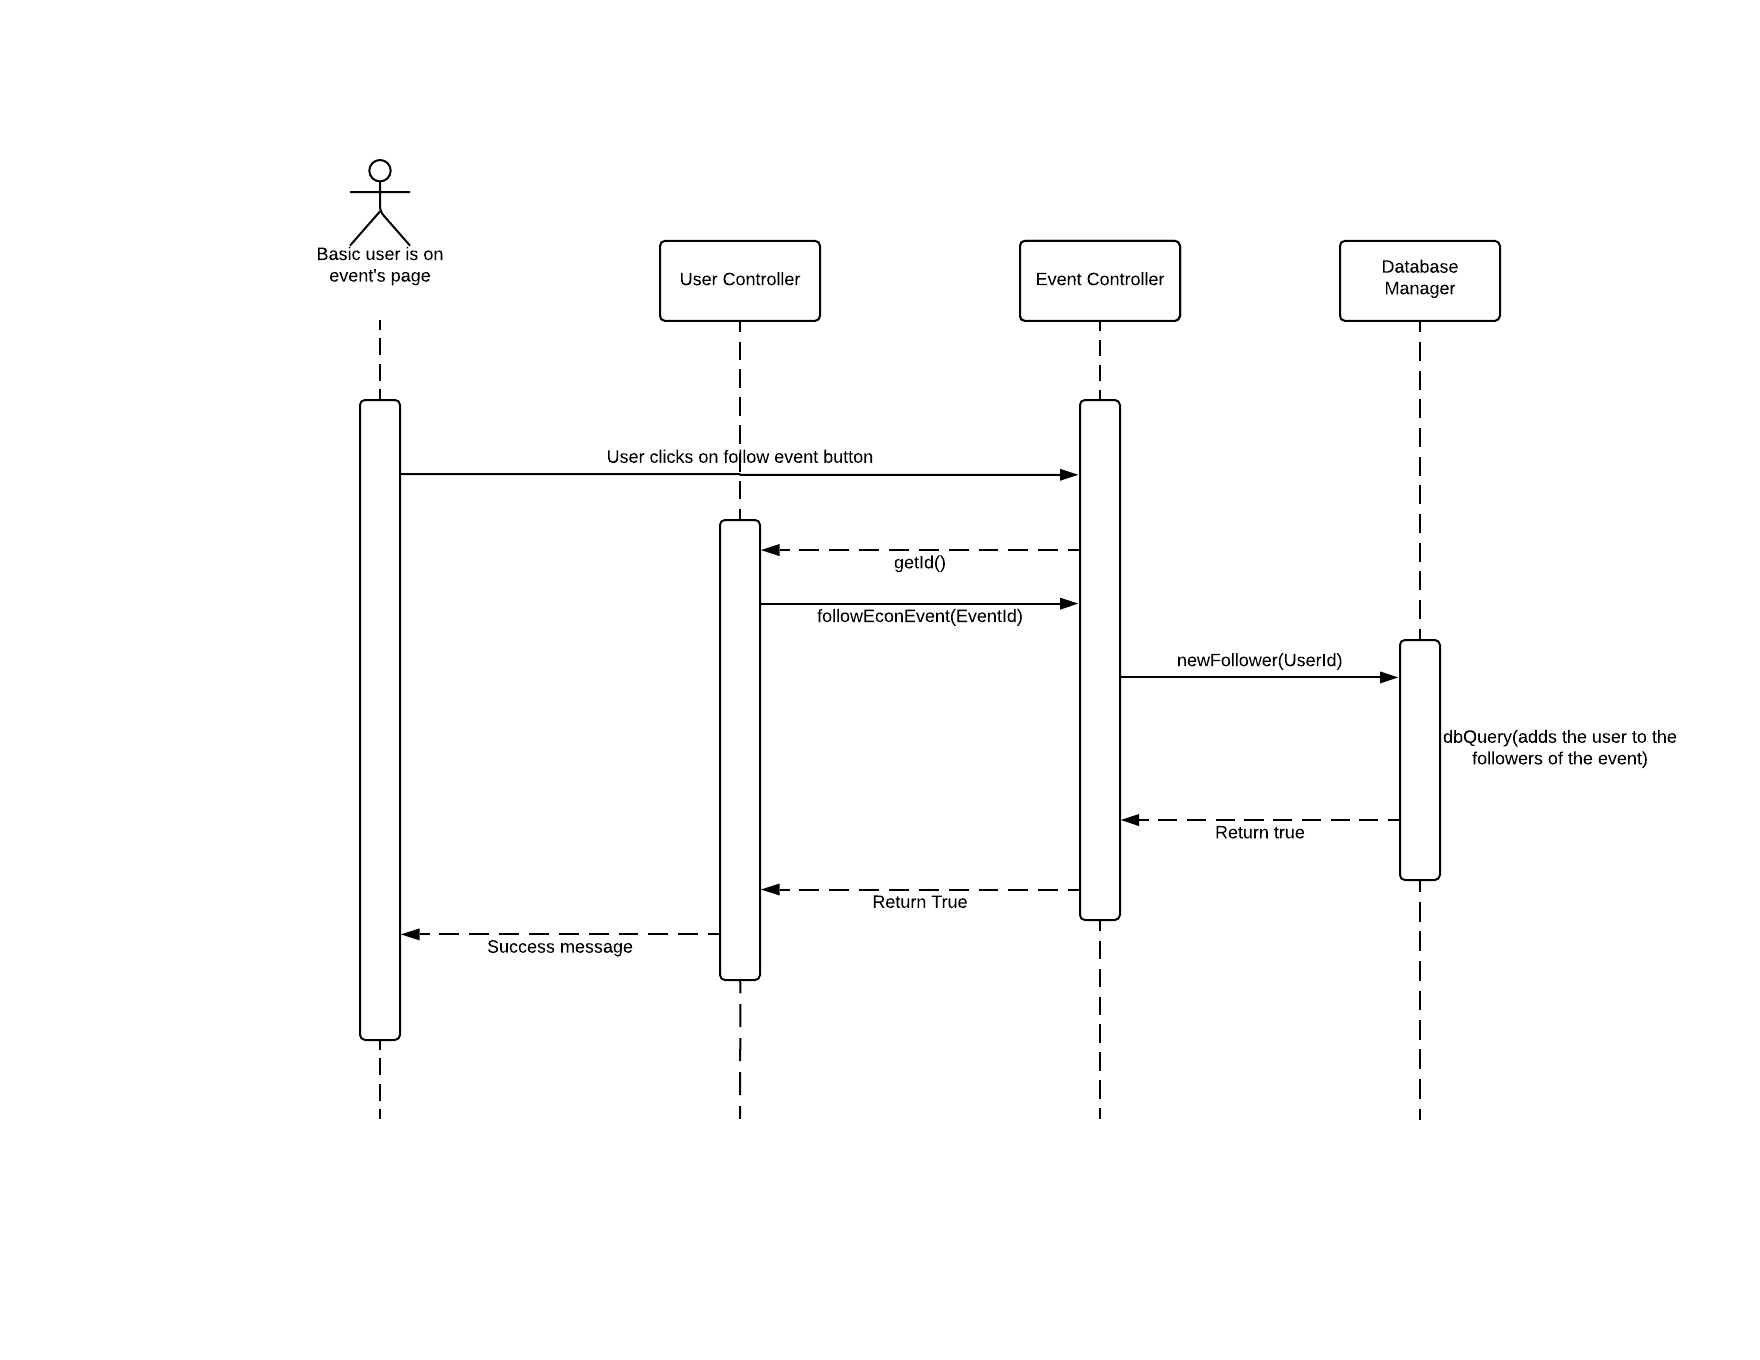 Basic user is on
event's page
User Controller
Event Controller
Database
Manager
User clicks on follow event button
getId()
followEconEvent(EventId)
newFollower(UserId)
dbQuery(adds the user to the
followers of the event)
Return true
Return True
Success message